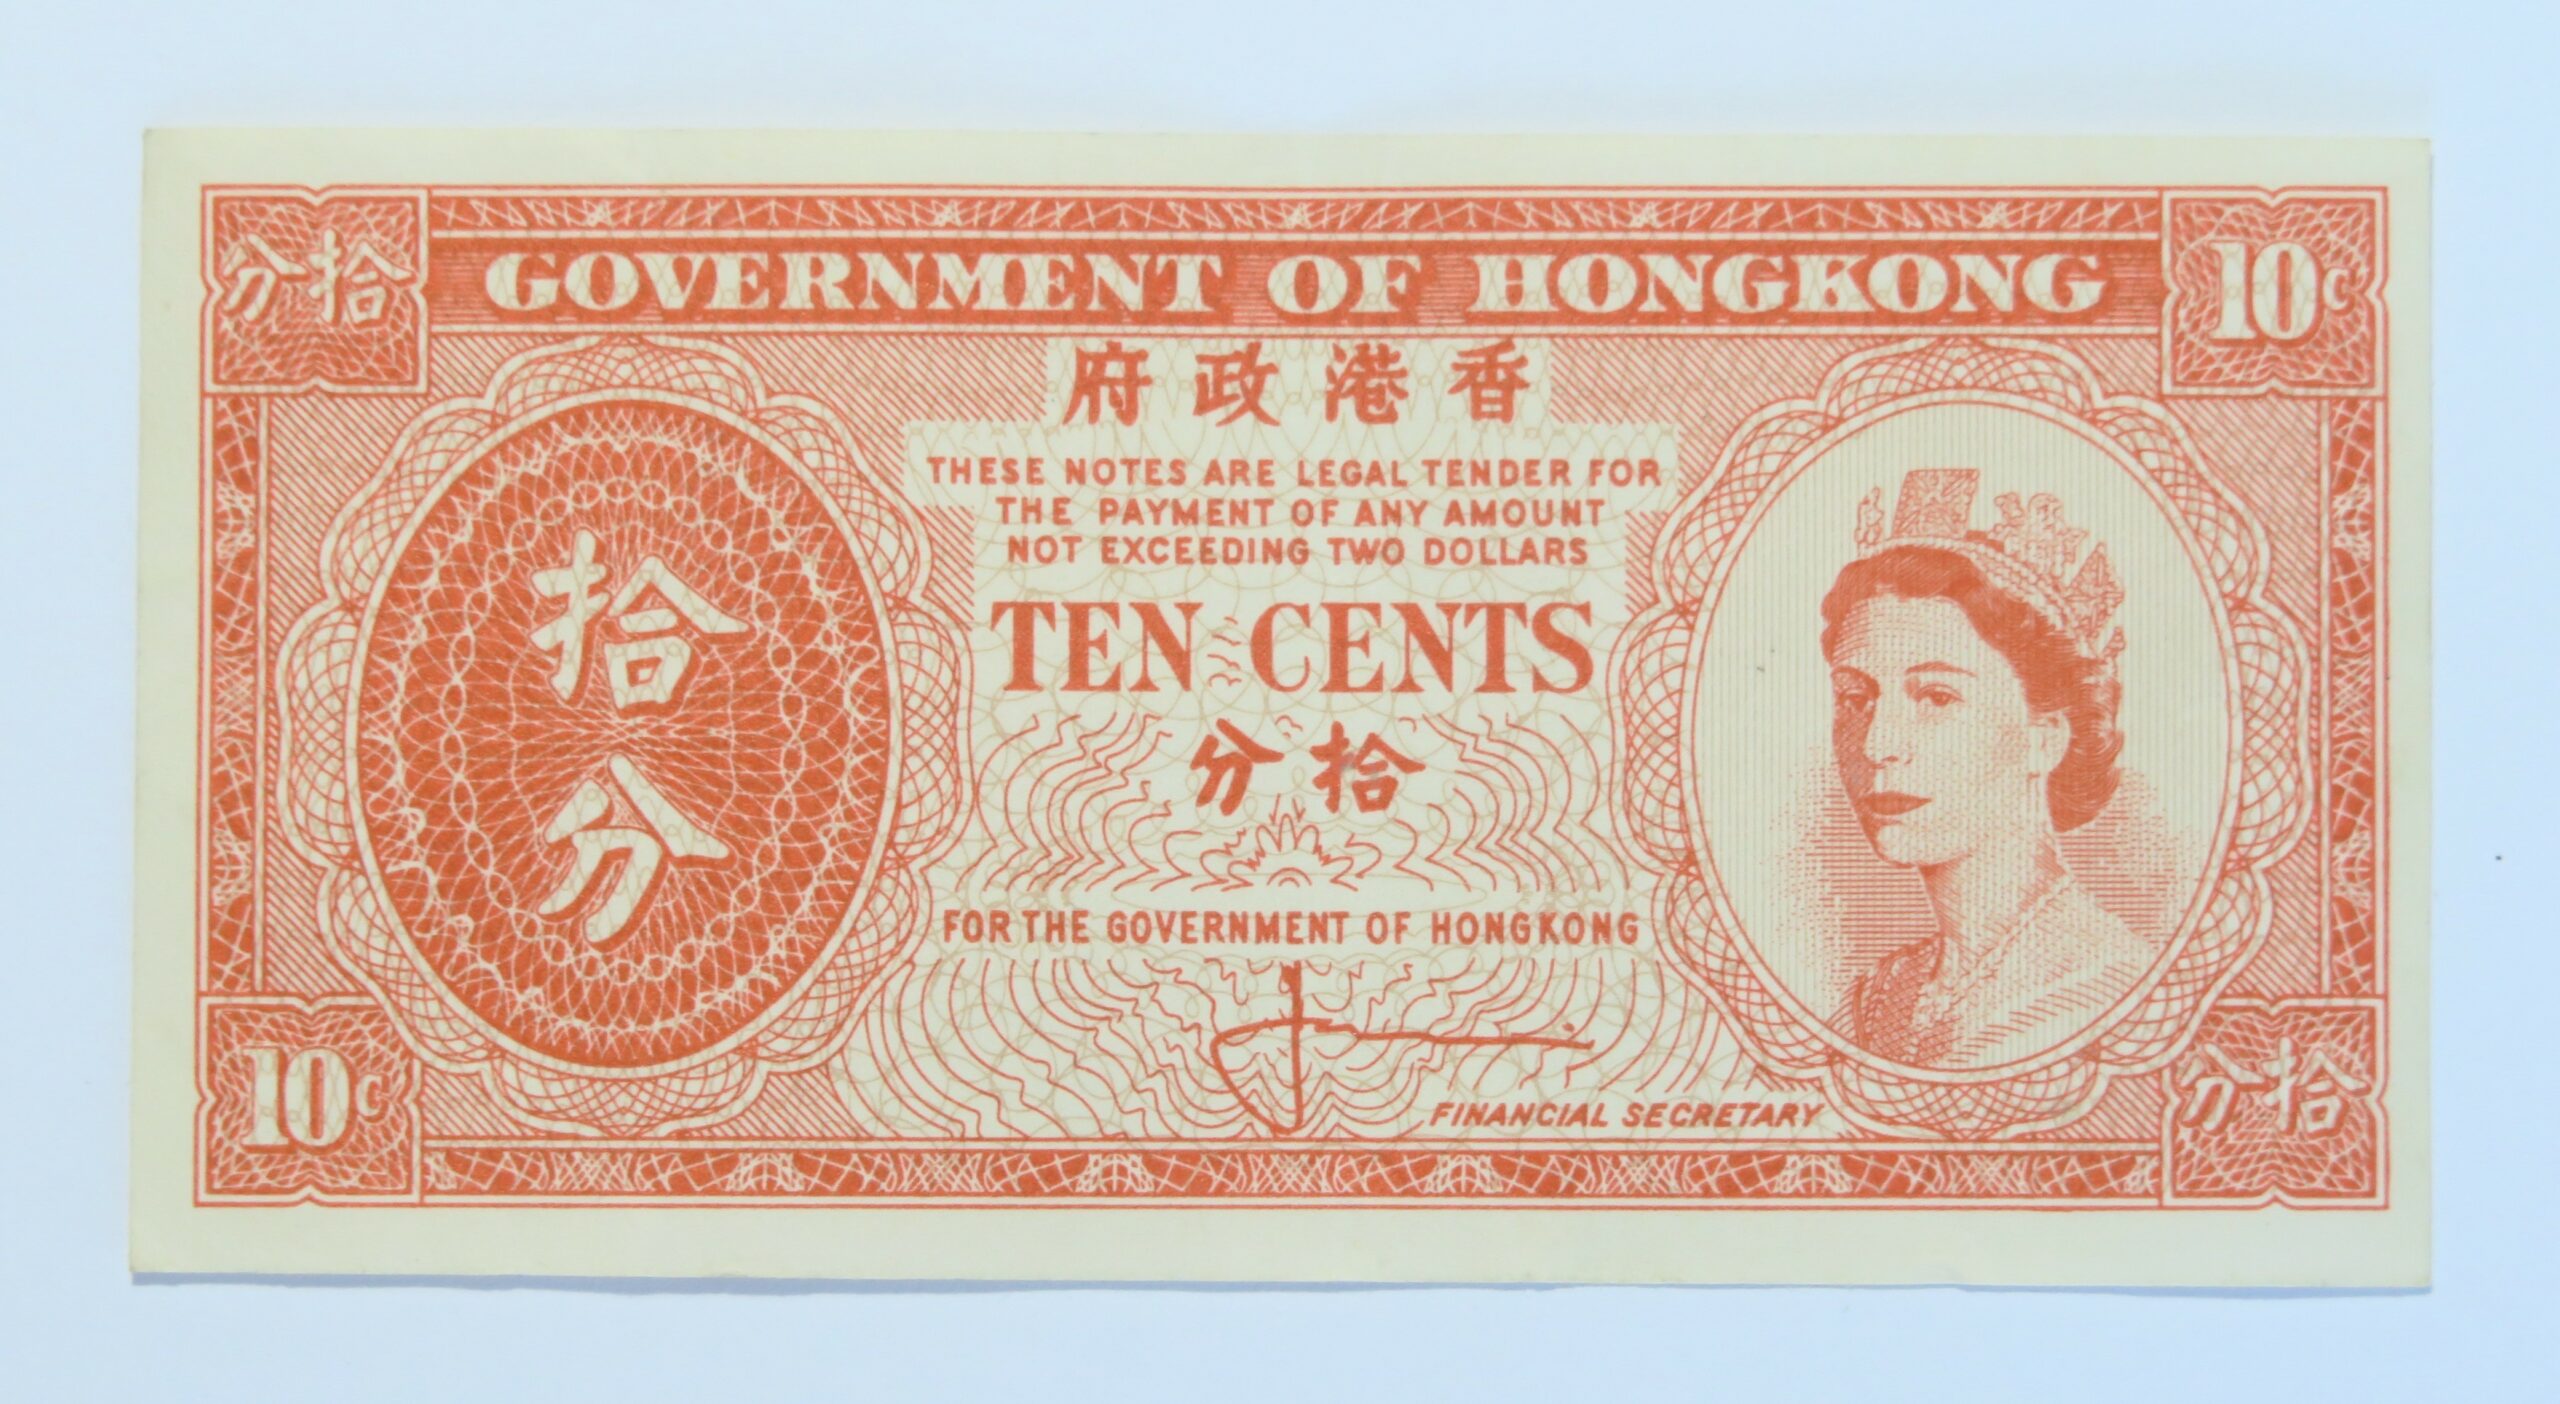 拾分
GOVERNMENT OF HONGKONG
10c
香港政府
THESE NOTES ARE LEGAL TENDER FOR
THE PAYMENT OF ANY AMOUNT
NOT EXCEEDING TWO DOLLARS
拾
分
TEN CENTS
拾分
FOR THE GOVERNMENT OF HONGKONG
FINANCIAL SECRETARY
10c
拾分